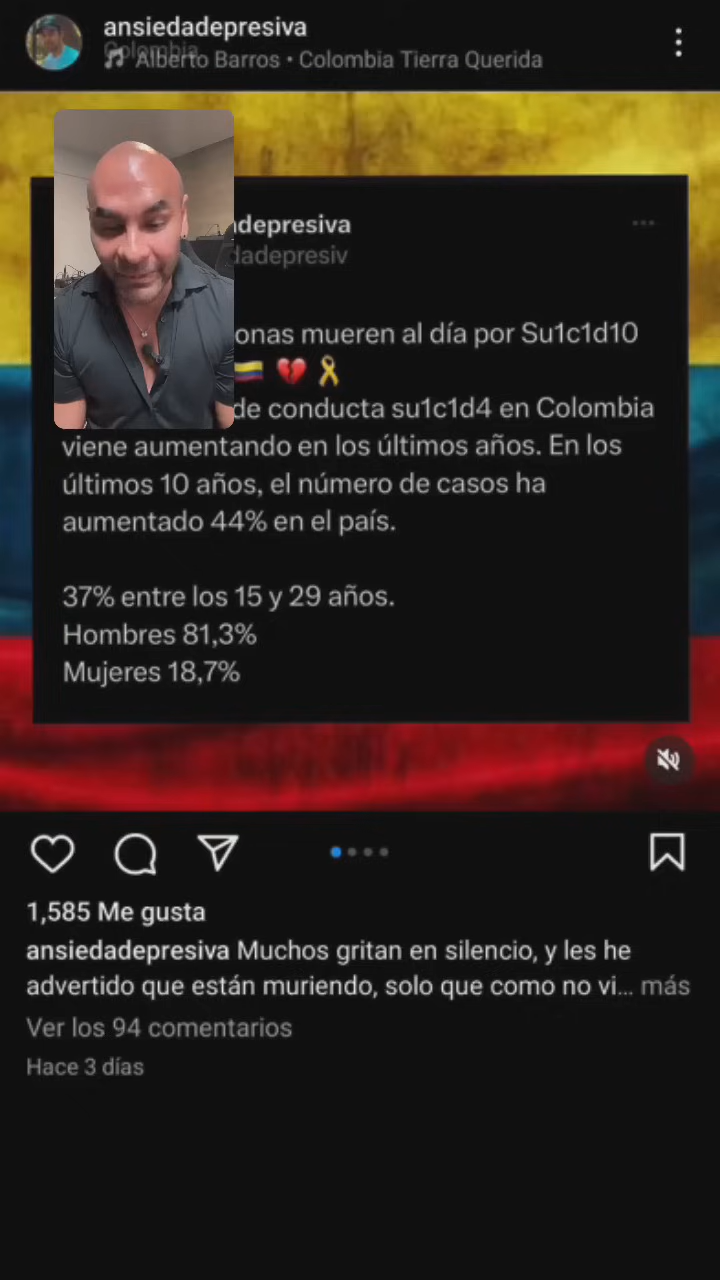 ansiedadepresiva
Colombia
Alberto Barros • Colombia Tierra Querida
depresiva
dadepresiv
onas mueren al día por Su1c1d10
🇨🇴 💔 🎗️
de conducta su1c1d4 en Colombia
viene aumentando en los últimos años. En los
últimos 10 años, el número de casos ha
aumentado 44% en el país.
37% entre los 15 y 29 años.
Hombres 81,3%
Mujeres 18,7%
1,585 Me gusta
ansiedadepresiva Muchos gritan en silencio, y les he
advertido que están muriendo, solo que como no vi... más
Ver los 94 comentarios
Hace 3 días